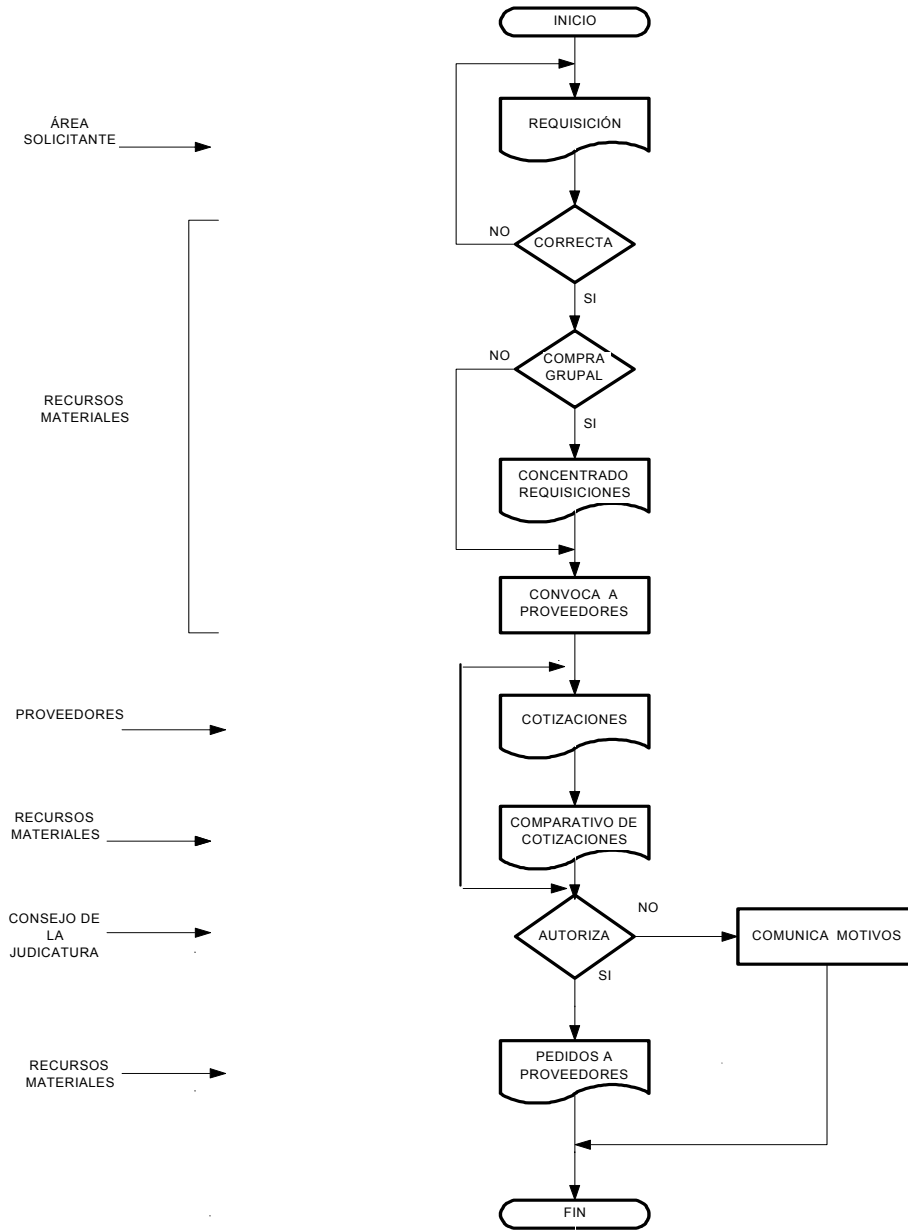 INICIO
ÁREA
SOLICITANTE
REQUISICIÓN
NO
CORRECTA
SI
NO
COMPRA
GRUPAL
RECURSOS
MATERIALES
SI
CONCENTRADO
REQUISICIONES
CONVOCA A
PROVEEDORES
PROVEEDORES
COTIZACIONES
RECURSOS
MATERIALES
COMPARATIVO DE
COTIZACIONES
CONSEJO DE
LA
JUDICATURA
AUTORIZA
NO
COMUNICA MOTIVOS
SI
RECURSOS
MATERIALES
PEDIDOS A
PROVEEDORES
FIN